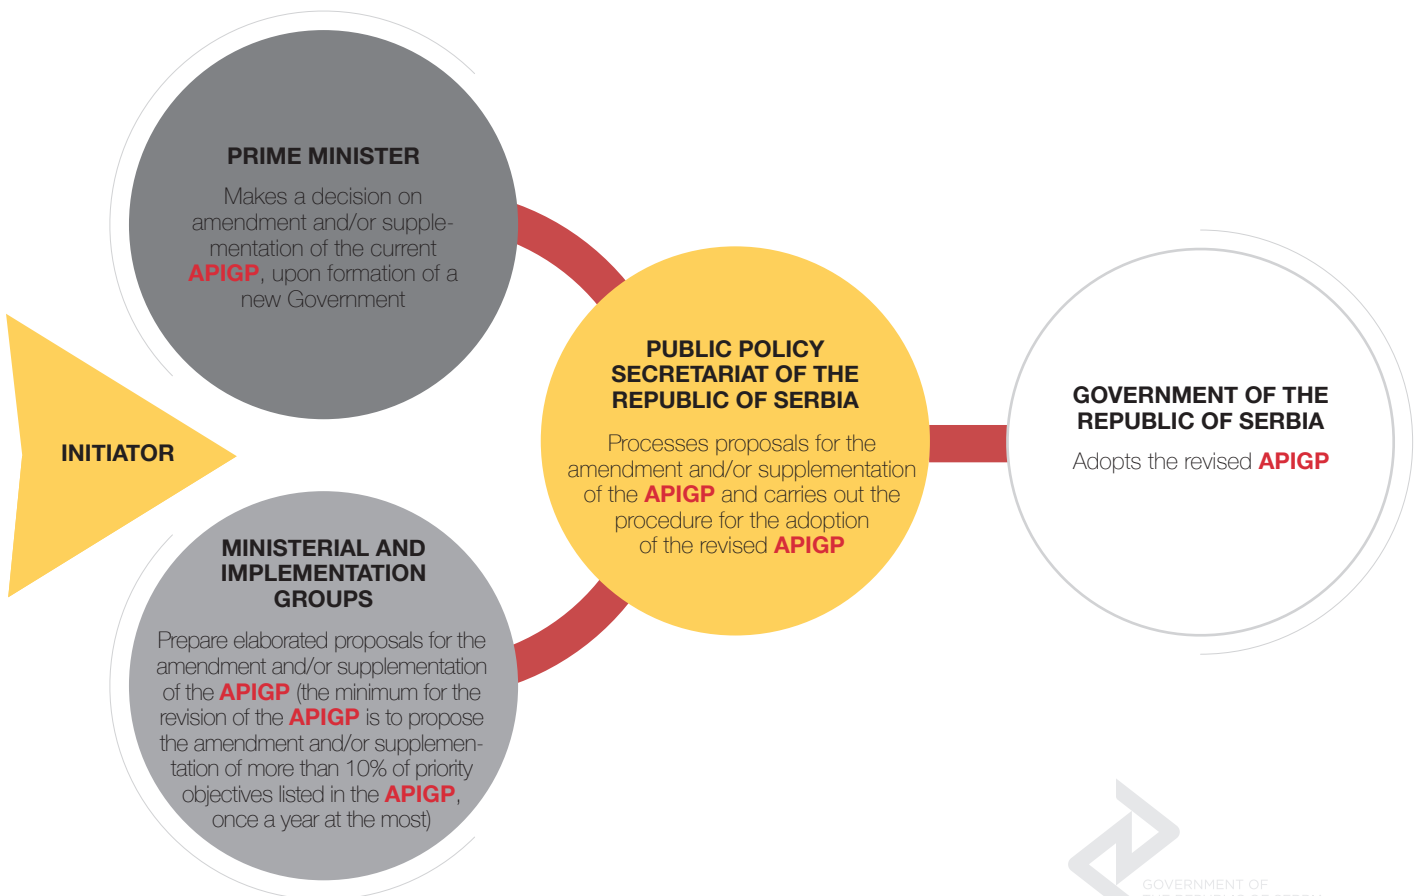 PRIME MINISTER
Makes a decision on
amendment and/or supple-
mentation of the current
APIGP, upon formation of a
new Government
INITIATOR
MINISTERIAL AND
IMPLEMENTATION
GROUPS
Prepare elaborated proposals for the
amendment and/or supplementation
of the APIGP (the minimum for the
revision of the APIGP is to propose
the amendment and/or supplemen-
tation of more than 10% of priority
objectives listed in the APIGP,
once a year at the most)
PUBLIC POLICY
SECRETARIAT OF THE
REPUBLIC OF SERBIA
Processes proposals for the
amendment and/or supplementation
of the APIGP and carries out the
procedure for the adoption
of the revised APIGP
GOVERNMENT OF THE
REPUBLIC OF SERBIA
Adopts the revised APIGP
GOVERNMENT OF